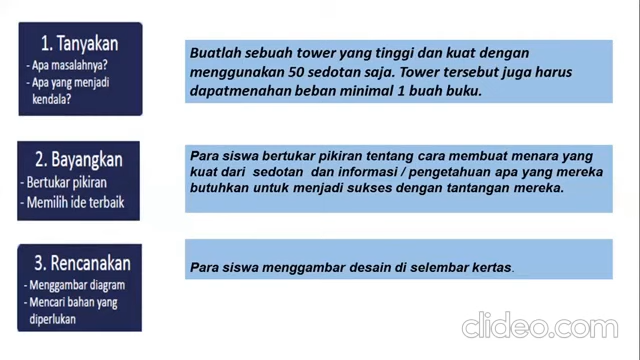 1. Tanyakan
- Apa masalahnya?
- Apa yang menjadi
kendala?
Buatlah sebuah tower yang tinggi dan kuat dengan
menggunakan 50 sedotan saja. Tower tersebut juga harus
dapatmenahan beban minimal 1 buah buku.
2. Bayangkan
- Bertukar pikiran
- Memilih ide terbaik
Para siswa bertukar pikiran tentang cara membuat menara yang
kuat dari sedotan dan informasi / pengetahuan apa yang mereka
butuhkan untuk menjadi sukses dengan tantangan mereka.
3. Rencanakan
- Menggambar diagram
- Mencari bahan yang
diperlukan
Para siswa menggambar desain di selembar kertas.
clideo.com